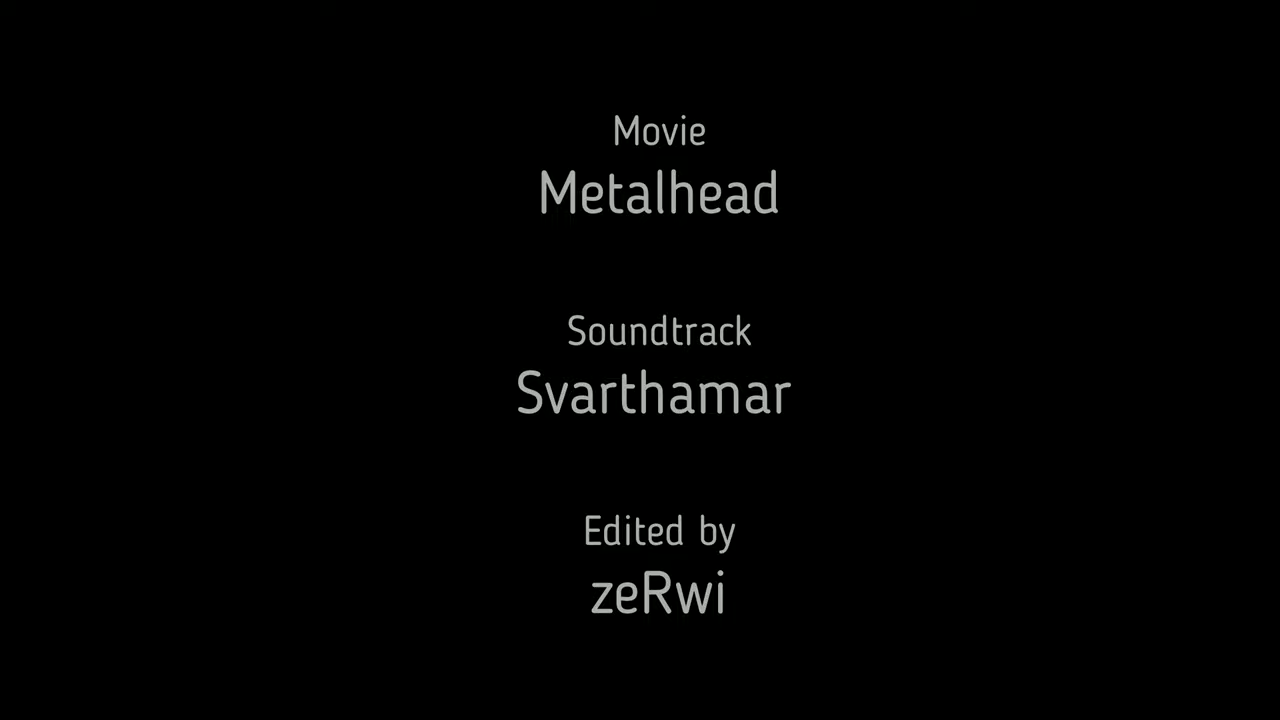 Movie
Metalhead
Soundtrack
Svarthamar
Edited by
zeRwi